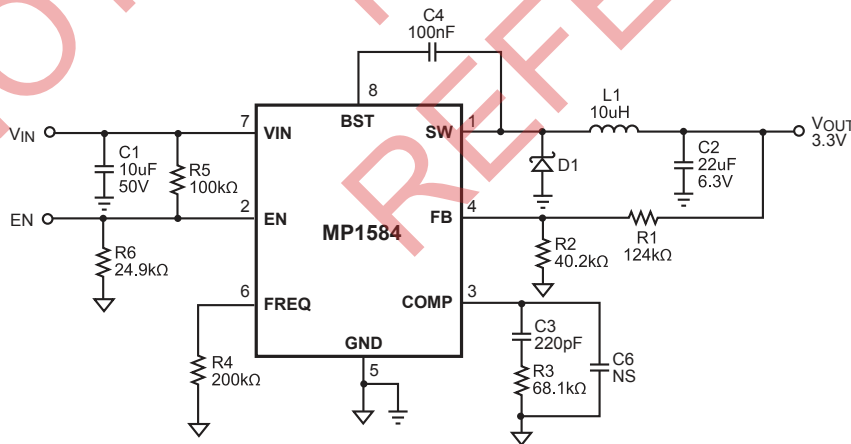 C4
100nF
8
BST
L1
10uH
7
VIN
SW
1
VIN
VOUT
3.3V
C1
10uF
50V
R5
100kΩ
D1
C2
22uF
6.3V
EN
2
EN
FB
4
MP1584
R2
40.2kΩ
R1
124kΩ
R6
24.9kΩ
6
FREQ
COMP
3
GND
5
R4
200kΩ
C3
220pF
R3
68.1kΩ
C6
NS